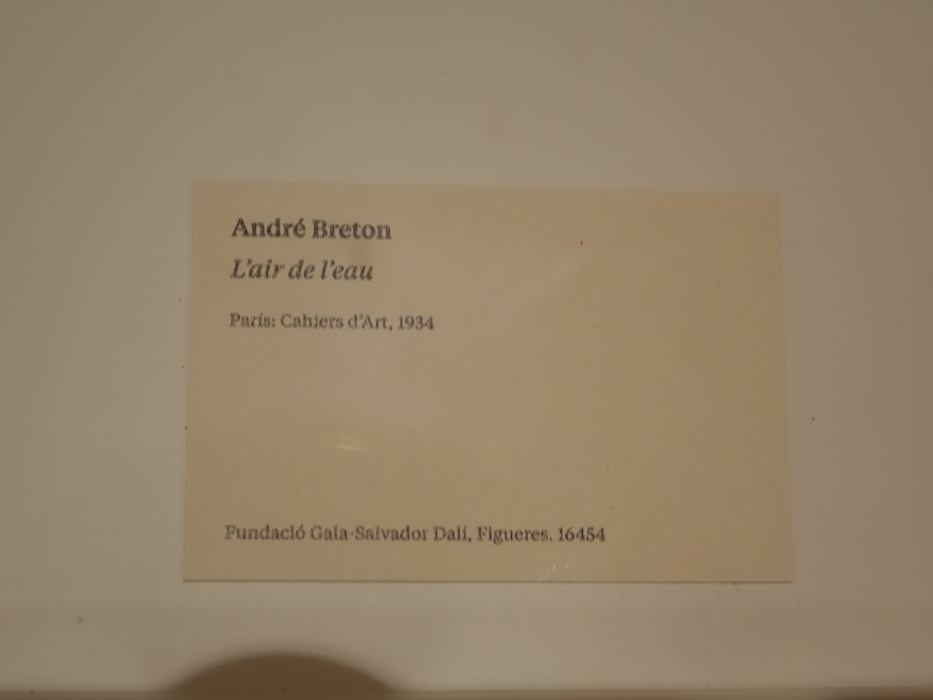 André Breton
L'air de l'eau
París: Cahiers d'Art, 1934
Fundació Gala-Salvador Dalí, Figueres. 16454